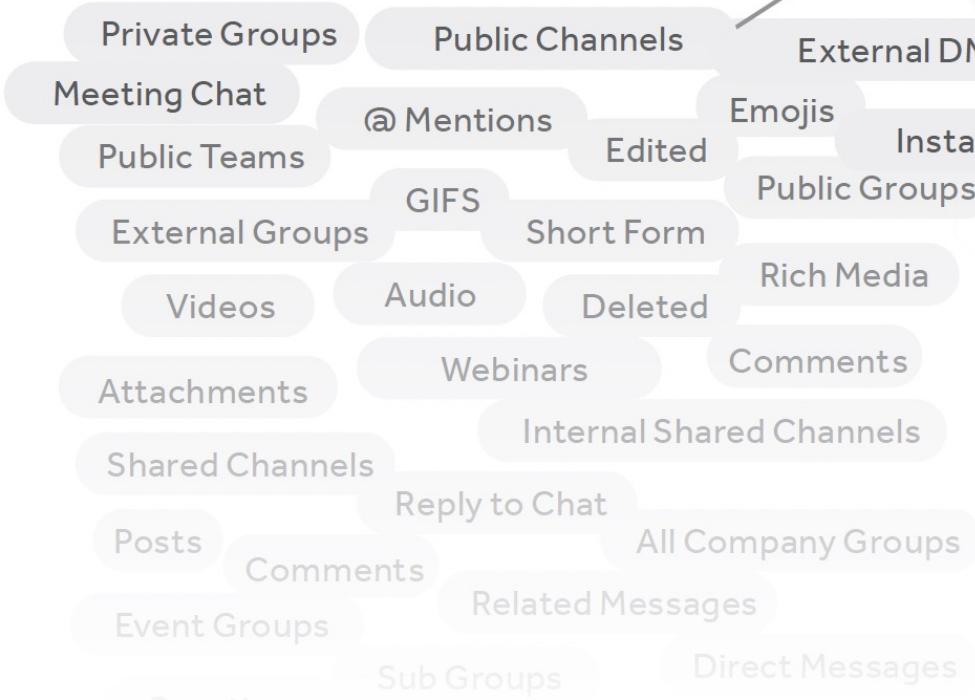 Private Groups
Public Channels
External
Meeting Chat
@ Mentions
Emojis
Edited
Public Teams
Public Groups
GIFS
External Groups
Short Form
Rich Media
Videos
Audio
Deleted
Webinars
Comments
Attachments
Internal Shared Channels
Shared Channels
Reply to Chat
Posts
All Company Groups
Comments
Related Messages
Event Groups
Direct Messages
Sub Groups